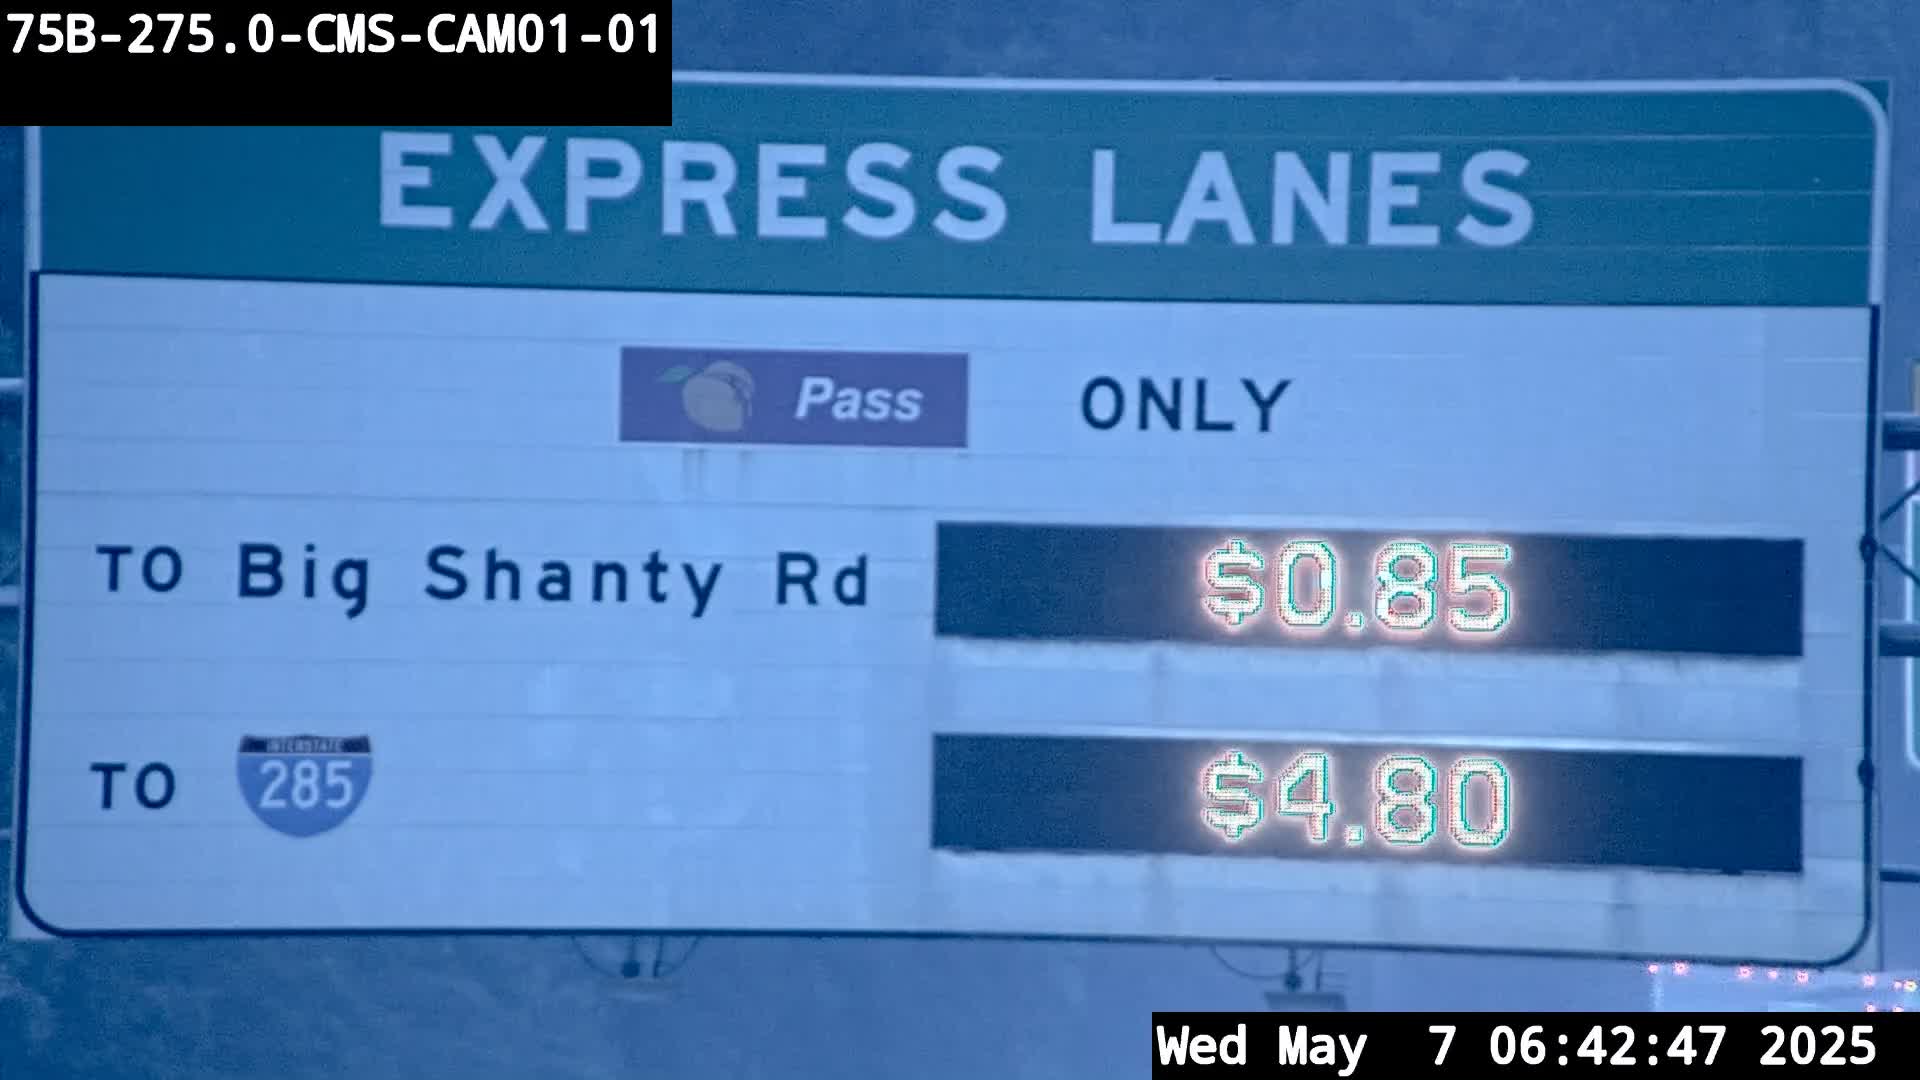 75B-275.0-CMS-CAM01-01
EXPRESS LANES
Pass ONLY
TO Big Shanty Rd $0.85
TO INTERSTATE 285 $4.80
Wed May 7 06:42:47 2025